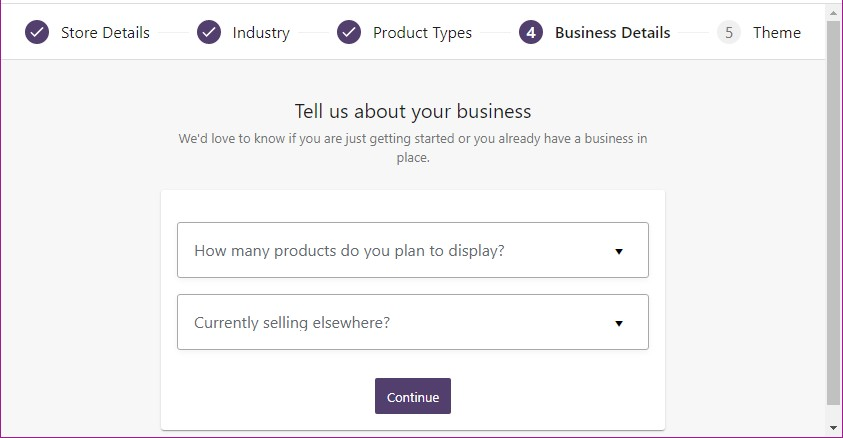 Store Details Industry Product Types 4 Business Details 5 Theme
Tell us about your business
We'd love to know if you are just getting started or you already have a business in
place.
How many products do you plan to display?
Currently selling elsewhere?
Continue